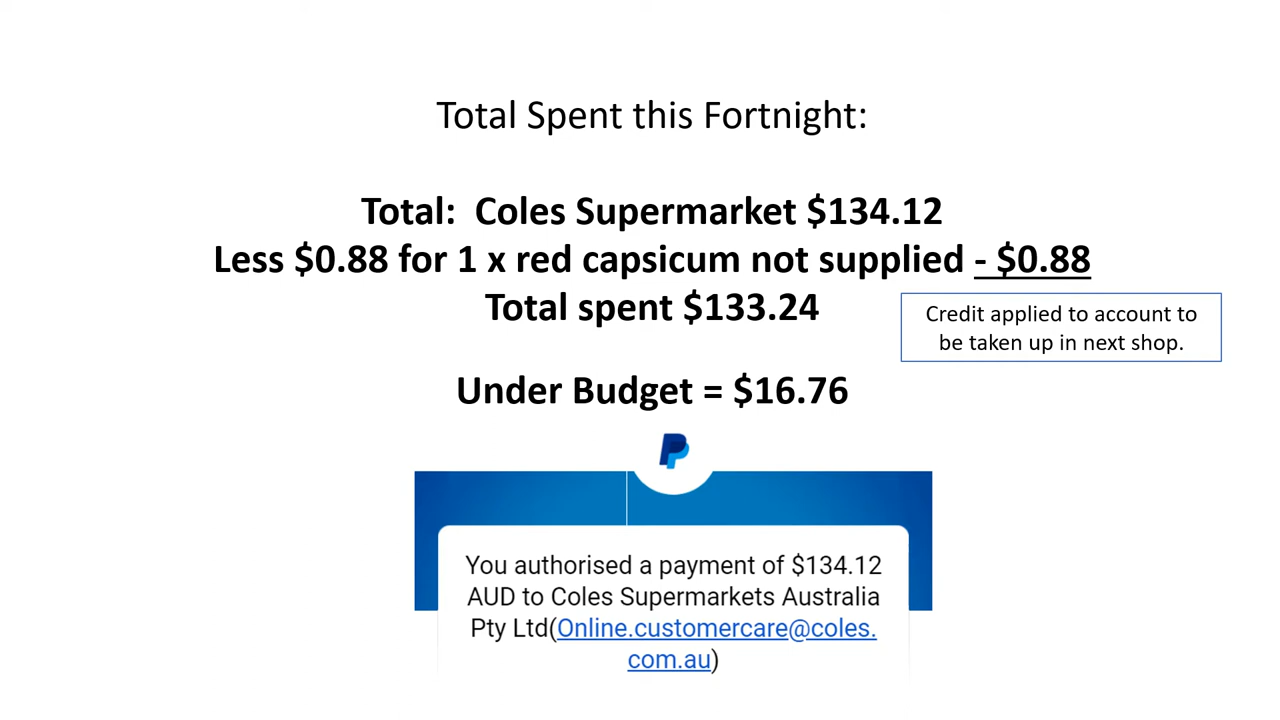 Total Spent this Fortnight:
Total: Coles Supermarket $134.12
Less $0.88 for 1 x red capsicum not supplied - $0.88
Total spent $133.24
Credit applied to account to
be taken up in next shop.
Under Budget = $16.76
You authorised a payment of $134.12
AUD to Coles Supermarkets Australia
Pty Ltd(Online.customercare@coles.
com.au)